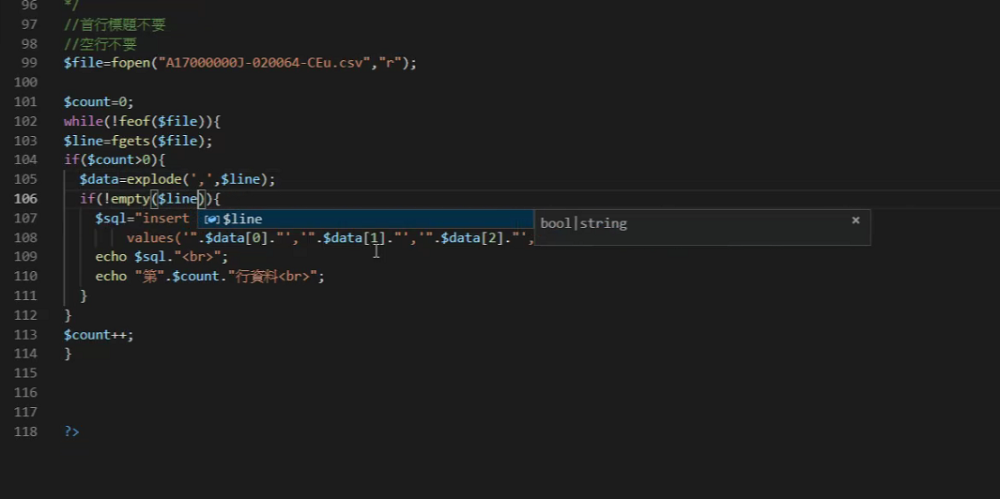 96 */
97 //首行標題不要
98 //空行不要
99 $file=fopen("A17000000J-020064-CEu.csv","r");
100
101 $count=0;
102 while(!feof($file)){
103 $line=fgets($file);
104 if($count>0){
105 $data=explode(',',$line);
106 if(!empty($line)){
107 $sql="insert
$line
bool|string ×
108 values('".$data[0]."','".$data[1]."','".$data[2]."',
109 echo $sql."<br>";
110 echo "第".$count."行資料<br>";
111 }
112 }
113 $count++;
114 }
115
116
117
118 ?>